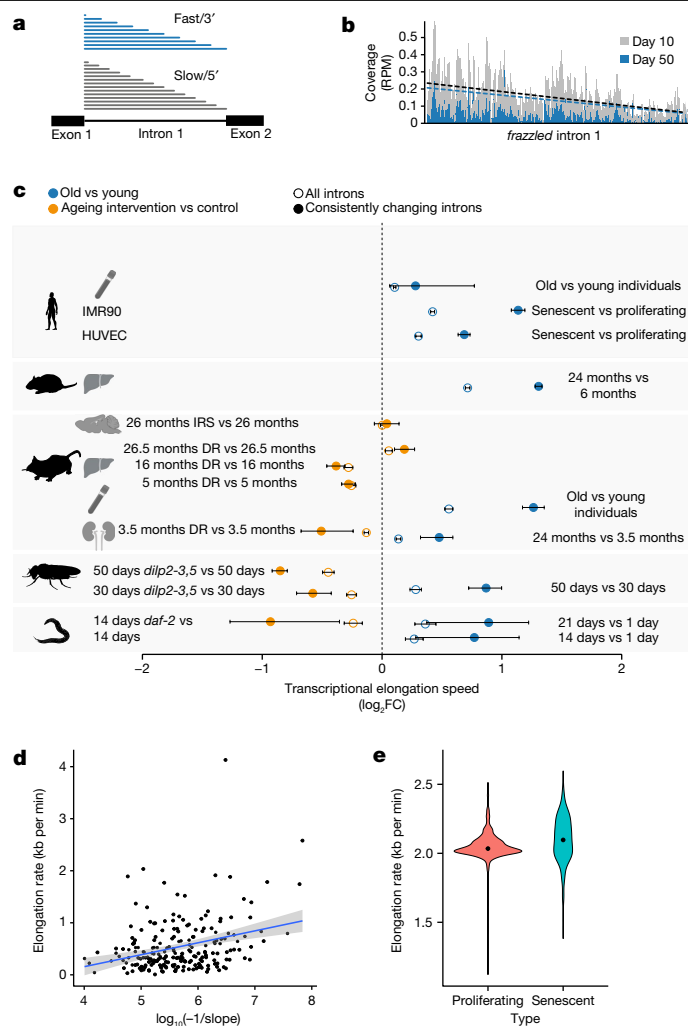 a
Fast/3′
Slow/5′
Exon 1
Intron 1
Exon 2
b
Coverage
(RPM)
0.5
0.4
0.3
0.2
0.1
0
Day 10
Day 50
frazzled intron 1
c
Old vs young
All introns
Ageing intervention vs control
Consistently changing introns
Old vs young individuals
IMR90
Senescent vs proliferating
HUVEC
Senescent vs proliferating
24 months vs
6 months
26 months IRS vs 26 months
26.5 months DR vs 26.5 months
16 months DR vs 16 months
5 months DR vs 5 months
Old vs young
individuals
3.5 months DR vs 3.5 months
24 months vs 3.5 months
50 days dilp2-3,5 vs 50 days
30 days dilp2-3,5 vs 30 days
50 days vs 30 days
14 days daf-2 vs
14 days
21 days vs 1 day
14 days vs 1 day
−2
−1
0
1
2
Transcriptional elongation speed
(log₂FC)
d
Elongation rate (kb per min)
4
3
2
1
0
4
5
6
7
8
log₁₀(−1/slope)
e
Elongation rate (kb per min)
2.5
2.0
1.5
Proliferating
Senescent
Type